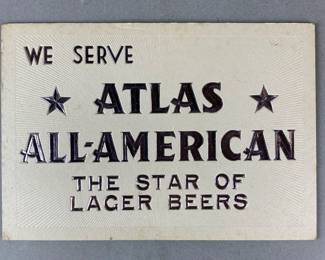 WE SERVE
ATLAS
ALL-AMERICAN
THE STAR OF
LAGER BEERS